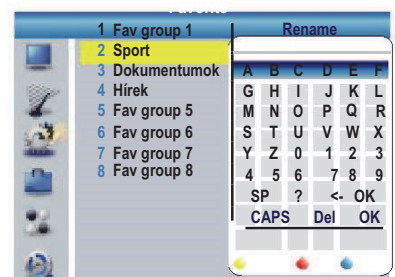 Favorite
1 Fav group 1
2 Sport
3 Dokumentumok
4 Hírek
5 Fav group 5
6 Fav group 6
7 Fav group 7
8 Fav group 8
Rename
A B C D E F
G H I J K L
M N O P Q R
S T U V W X
Y Z 0 1 2 3
4 5 6 7 8 9
SP ? <- OK
CAPS Del OK